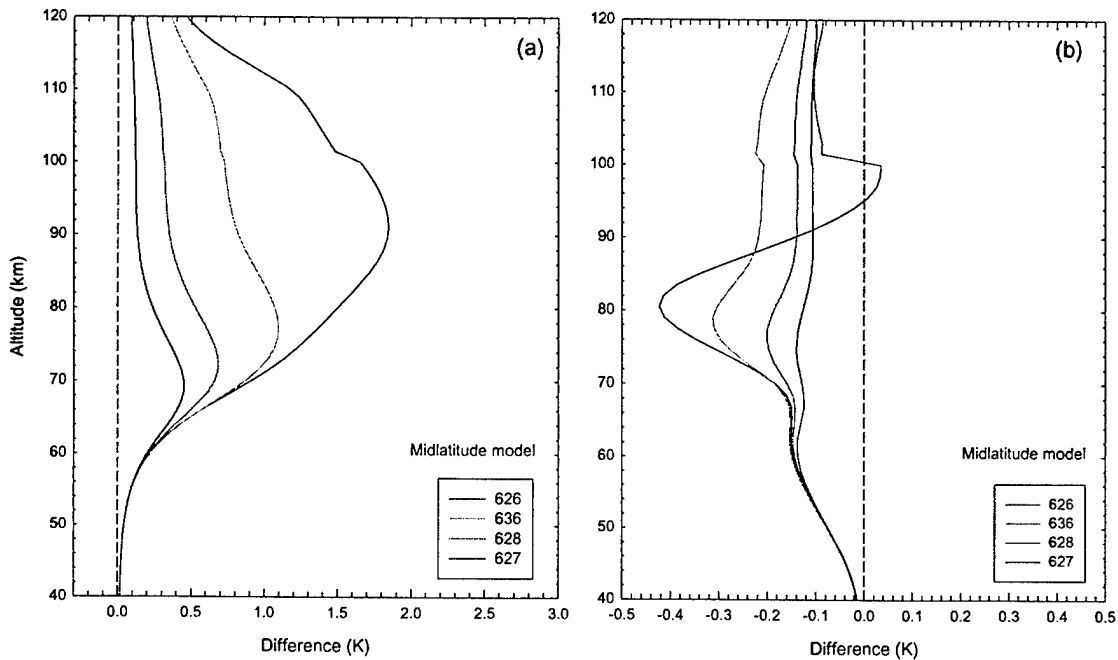 (a)
120
110
100
90
80
70
60
50
40
Altitude (km)
Midlatitude model
626
636
628
627
0.0 0.5 1.0 1.5 2.0 2.5 3.0
Difference (K)
(b)
120
110
100
90
80
70
60
50
40
Midlatitude model
626
636
628
627
-0.5 -0.4 -0.3 -0.2 -0.1 0.0 0.1 0.2 0.3 0.4 0.5
Difference (K)